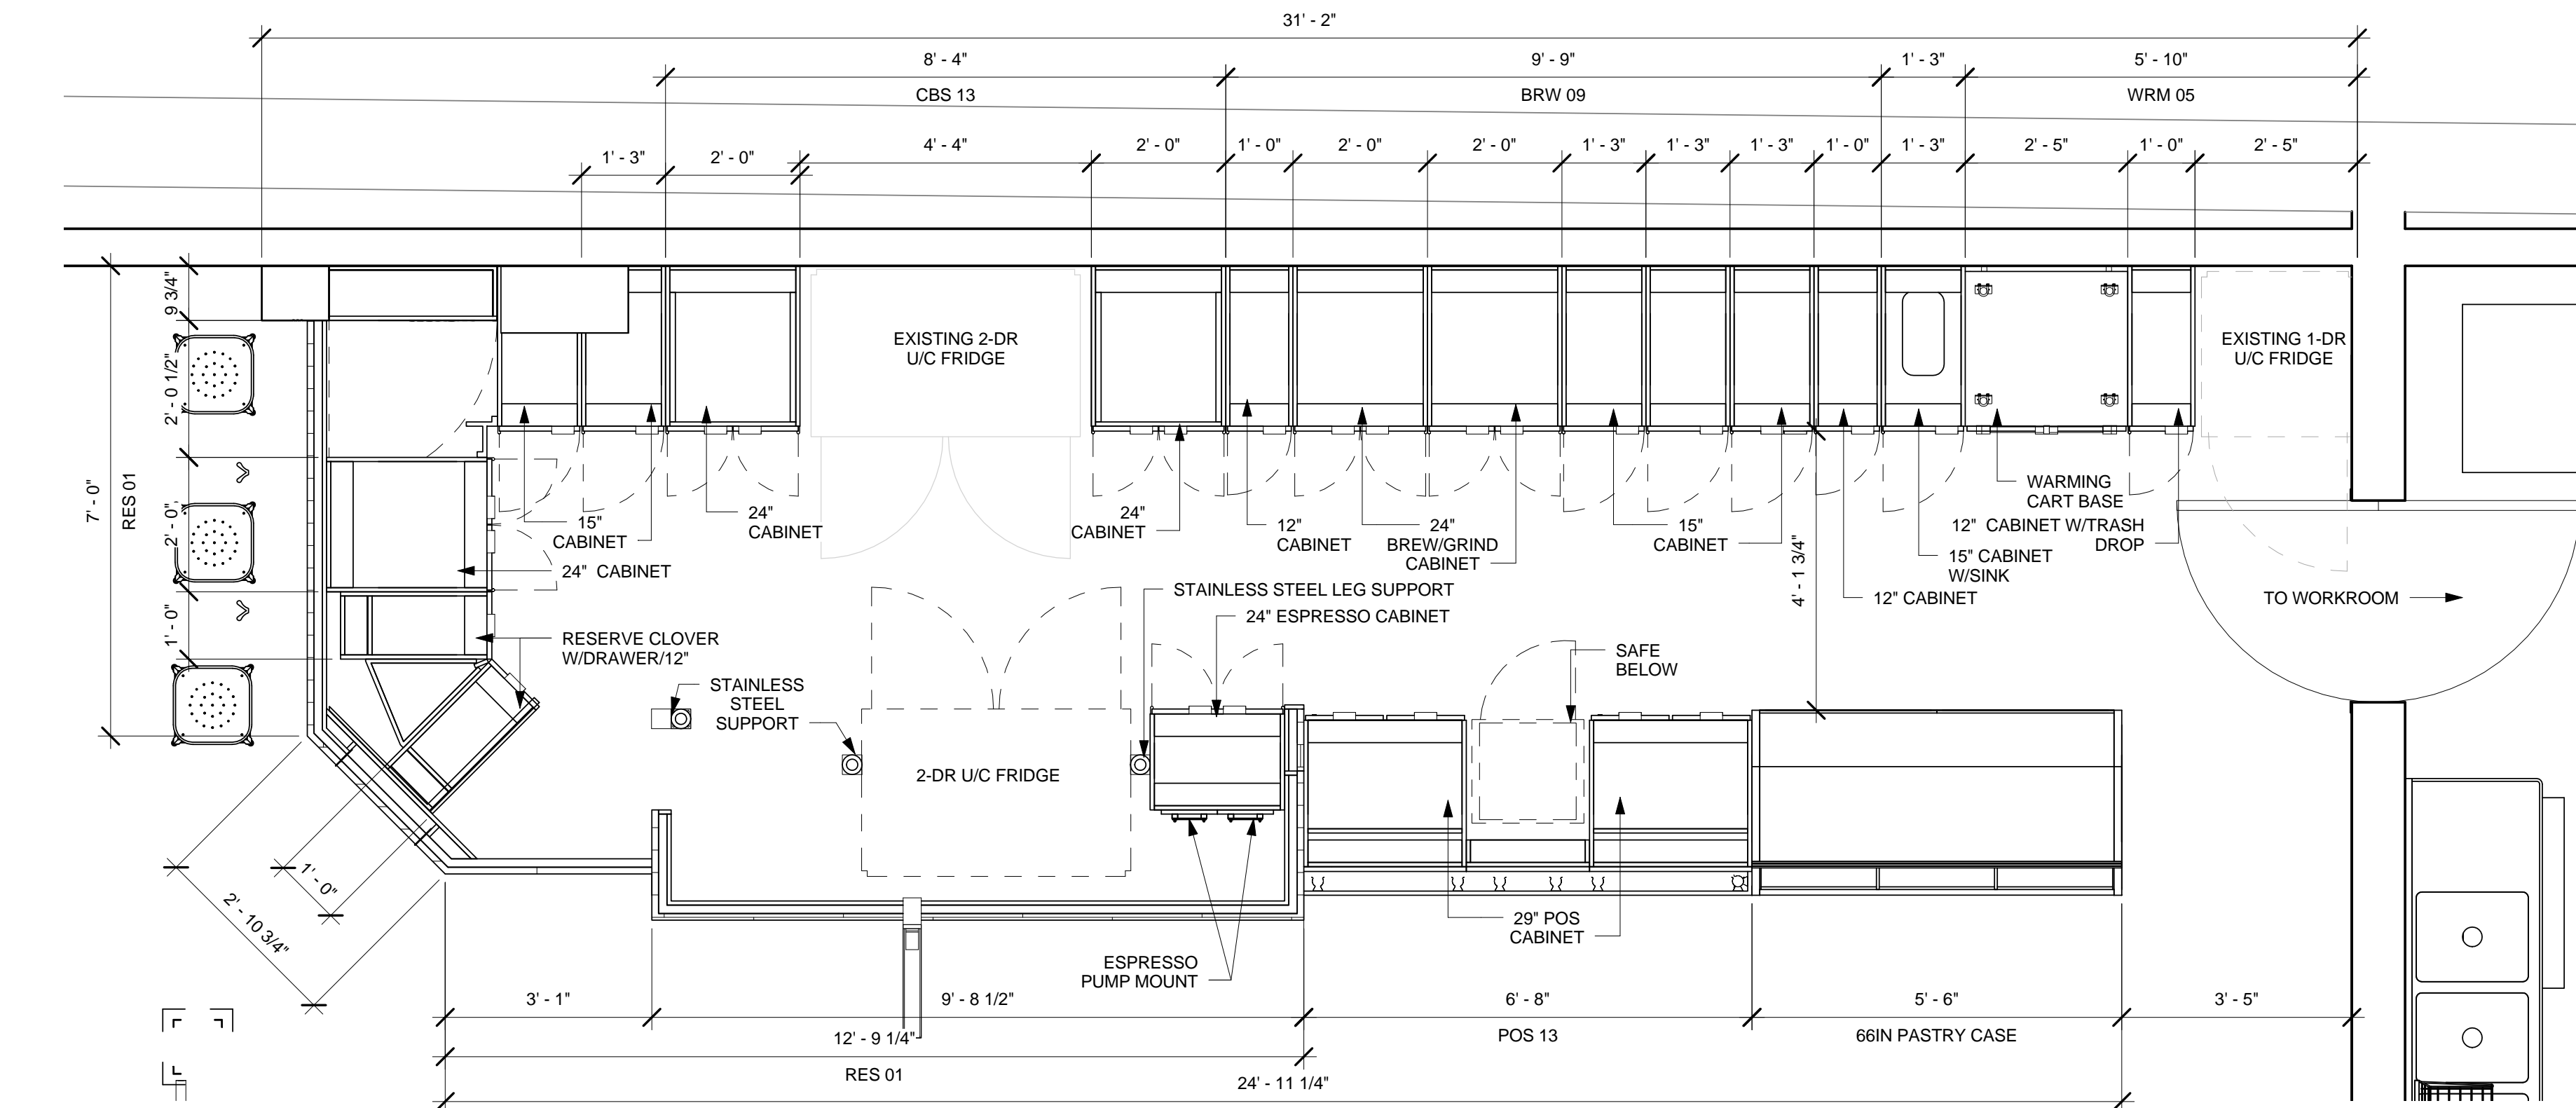 31' - 2"
8' - 4"
9' - 9"
1' - 3"
5' - 10"
CBS 13
BRW 09
WRM 05
1' - 3"
2' - 0"
4' - 4"
2' - 0"
1' - 0"
2' - 0"
2' - 0"
1' - 3"
1' - 3"
1' - 3"
1' - 0"
1' - 3"
2' - 5"
1' - 0"
2' - 5"
9 3/4"
2' - 0 1/2"
2' - 0"
1' - 0"
7' - 0"
RES 01
EXISTING 2-DR
U/C FRIDGE
EXISTING 1-DR
U/C FRIDGE
15"
CABINET
24"
CABINET
24"
CABINET
12"
CABINET
24"
BREW/GRIND
CABINET
15"
CABINET
4' - 1 3/4"
WARMING
CART BASE
12"  CABINET W/TRASH
DROP
15" CABINET
W/SINK
12" CABINET
TO WORKROOM
24"  CABINET
STAINLESS STEEL LEG SUPPORT
24" ESPRESSO CABINET
RESERVE CLOVER
W/DRAWER/12"
SAFE
BELOW
STAINLESS
STEEL
SUPPORT
2-DR U/C FRIDGE
1' - 0"
2' - 10 3/4"
29" POS
CABINET
ESPRESSO
PUMP MOUNT
3' - 1"
9' - 8 1/2"
6' - 8"
5' - 6"
3' - 5"
12' - 9 1/4"
POS 13
66IN PASTRY CASE
RES 01
24' - 11 1/4"